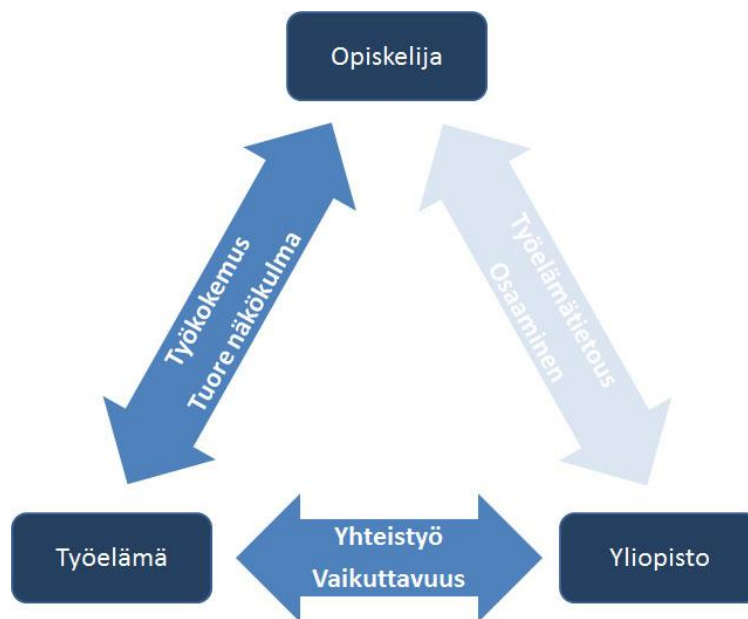 Opiskelija
Työkokemus
Tuore näkökulma
Työelämätietous
Osaaminen
Työelämä
Yhteistyö
Vaikuttavuus
Yliopisto